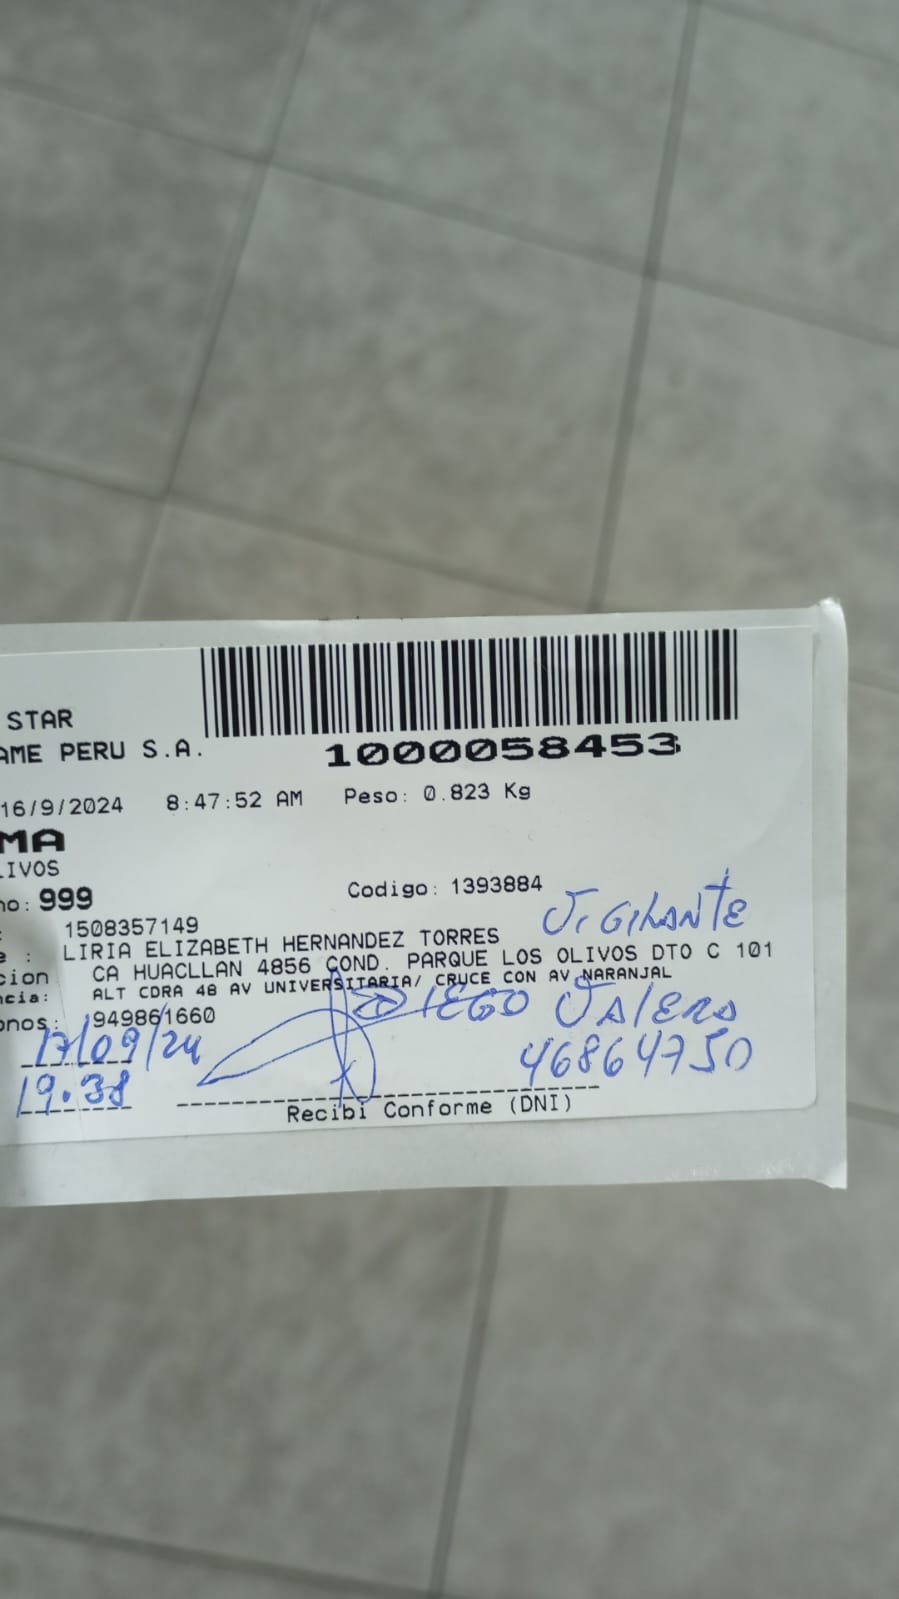 STAR
AME PERU S.A.
1000058453
16/9/2024 8:47:52 AM Peso: 0.823 Kg
MA
LIVOS
no: 999 Codigo: 1393884
: 1508357149 VIGILANTE
e : LIRIA ELIZABETH HERNANDEZ TORRES
cion CA HUACLLAN 4856 COND. PARQUE LOS OLIVOS DTO C 101
ncia: ALT CDRA 48 AV UNIVERSITARIA/ CRUCE CON AV NARANJAL
onos: 949861660 DIEGO VALERA
17/09/24 46864750
19.38
Recibi Conforme (DNI)